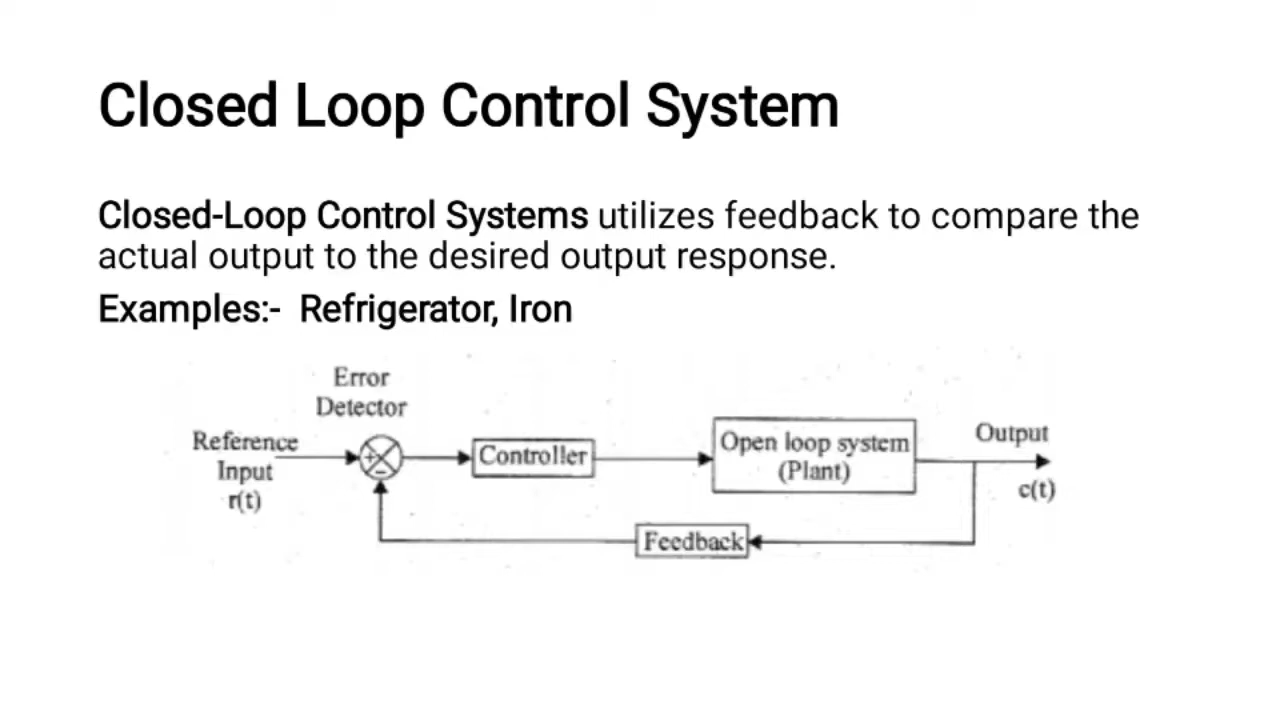 Closed Loop Control System
Closed-Loop Control Systems utilizes feedback to compare the
actual output to the desired output response.
Examples:- Refrigerator, Iron
Error
Detector
Reference
Input
r(t)
+
−
Controller
Open loop system
(Plant)
Output
c(t)
Feedback